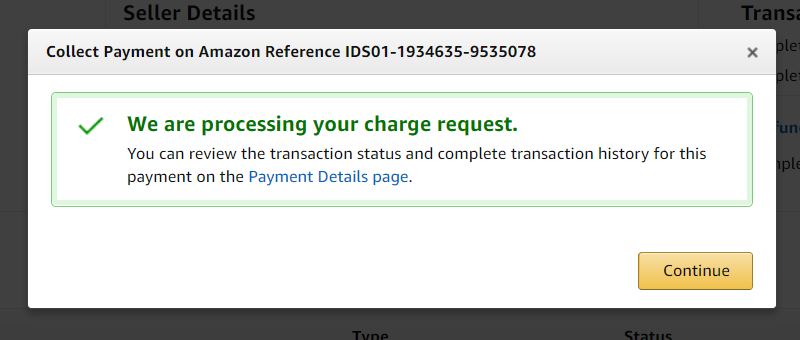 Seller Details
Collect Payment on Amazon Reference IDS01-1934635-9535078
We are processing your charge request.
You can review the transaction status and complete transaction history for this
payment on the Payment Details page.
Continue
Type Status